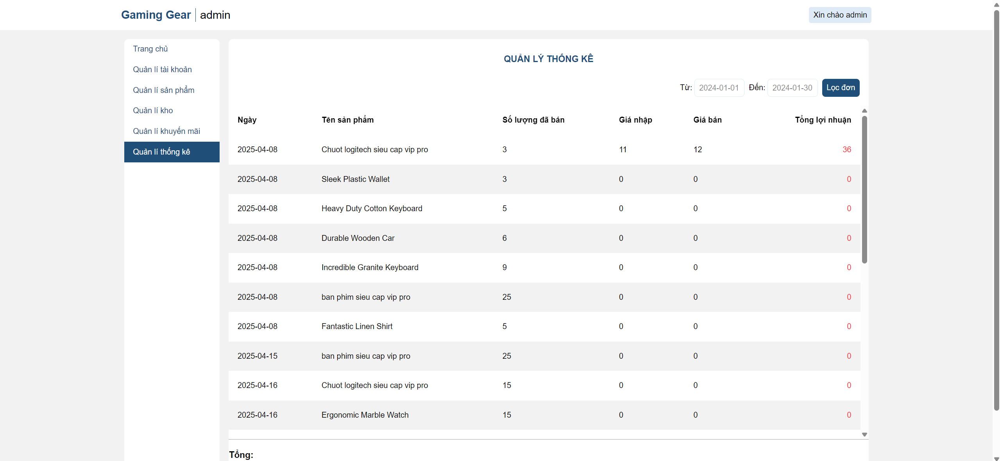 Gaming Gear admin Xin chào admin
Trang chủ
Quản lí tài khoản
Quản lí sản phẩm
Quản lí kho
Quản lí khuyến mãi
Quản lí thống kê
QUẢN LÝ THỐNG KÊ
Từ: 2024-01-01 Đến: 2024-01-30 Lọc đơn
Ngày Tên sản phẩm Số lượng đã bán Giá nhập Giá bán Tổng lợi nhuận
2025-04-08 Chuot logitech sieu cap vip pro 3 11 12 36
2025-04-08 Sleek Plastic Wallet 3 0 0 0
2025-04-08 Heavy Duty Cotton Keyboard 5 0 0 0
2025-04-08 Durable Wooden Car 6 0 0 0
2025-04-08 Incredible Granite Keyboard 9 0 0 0
2025-04-08 ban phim sieu cap vip pro 25 0 0 0
2025-04-08 Fantastic Linen Shirt 5 0 0 0
2025-04-15 ban phim sieu cap vip pro 25 0 0 0
2025-04-16 Chuot logitech sieu cap vip pro 15 0 0 0
2025-04-16 Ergonomic Marble Watch 15 0 0 0
Tổng: